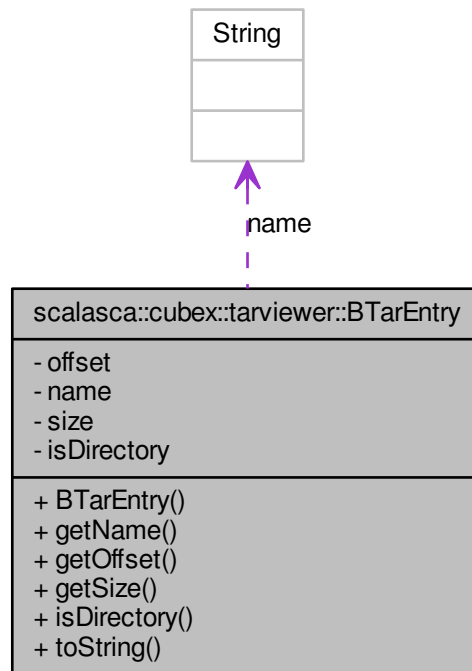 String
name
scalasca::cubex::tarviewer::BTarEntry
- offset
- name
- size
- isDirectory
+ BTarEntry()
+ getName()
+ getOffset()
+ getSize()
+ isDirectory()
+ toString()